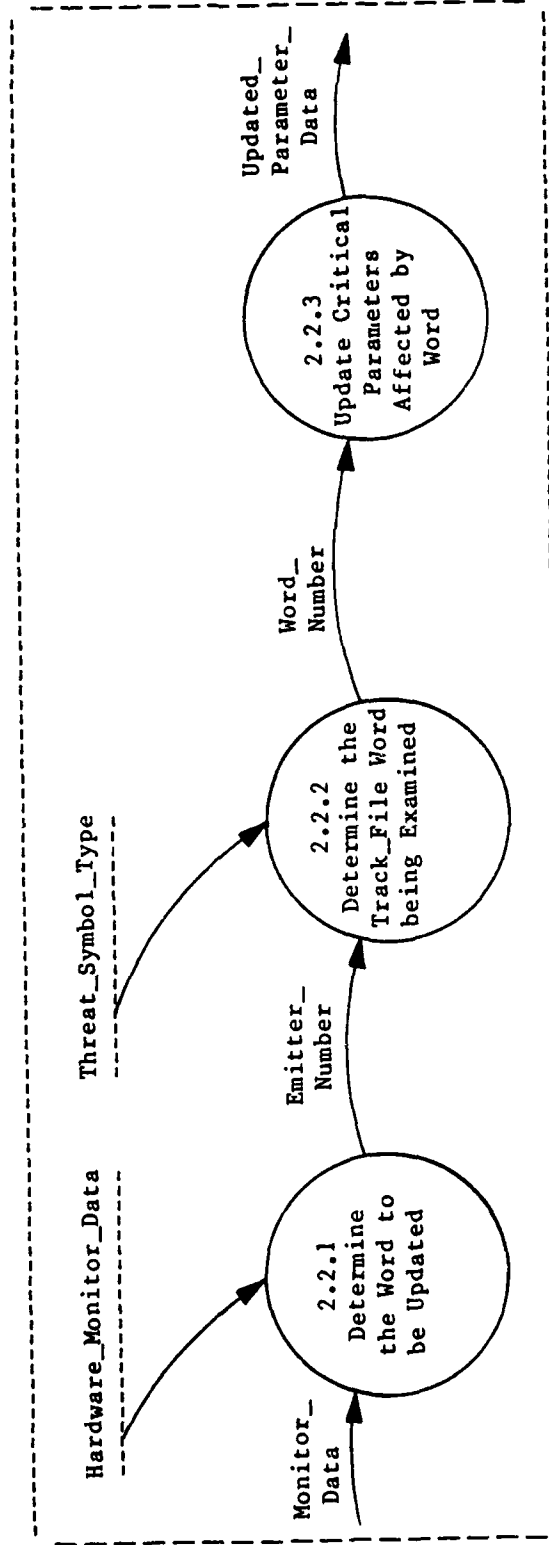 Hardware_Monitor_Data
Threat_Symbol_Type
Monitor_
Data
2.2.1
Determine
the Word to
be Updated
Emitter_
Number
2.2.2
Determine the
Track_File Word
being Examined
Word_
Number
2.2.3
Update Critical
Parameters
Affected by
Word
Updated_
Parameter_
Data